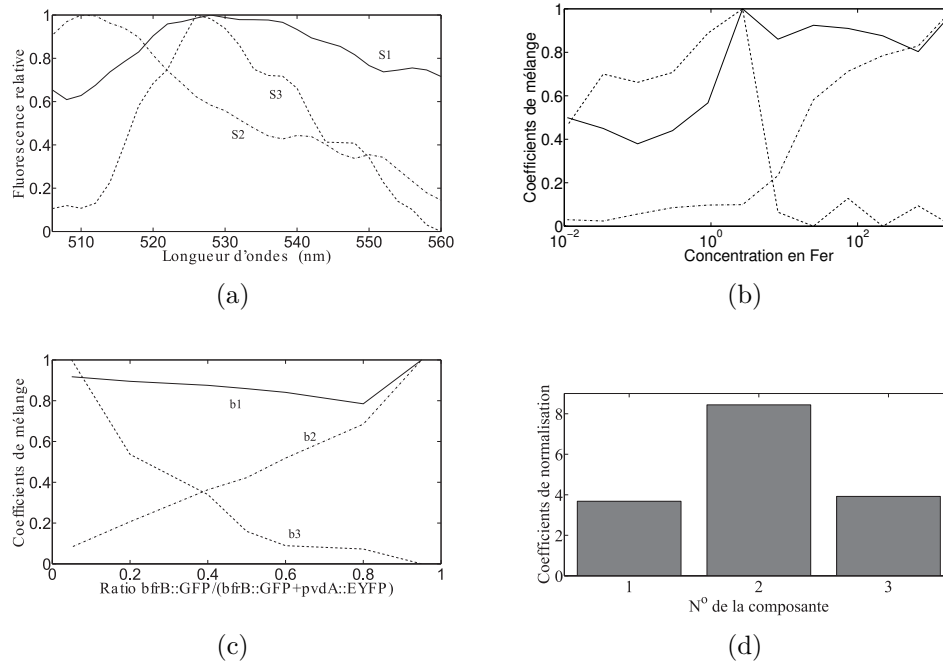 1
0.8
0.6
0.4
0.2
0
Fluorescence relative
S1
S3
S2
510 520 530 540 550 560
Longueur d'ondes (nm)
(a)
1
0.8
0.6
0.4
0.2
0
Coefficients de mélange
10^-2 10^0 10^2
Concentration en Fer
(b)
1
0.8
0.6
0.4
0.2
0
Coefficients de mélange
b1
b2
b3
0 0.2 0.4 0.6 0.8 1
Ratio bfrB::GFP/(bfrB::GFP+pvdA::EYFP)
(c)
8
6
4
2
0
Coefficients de normalisation
1 2 3
N° de la composante
(d)